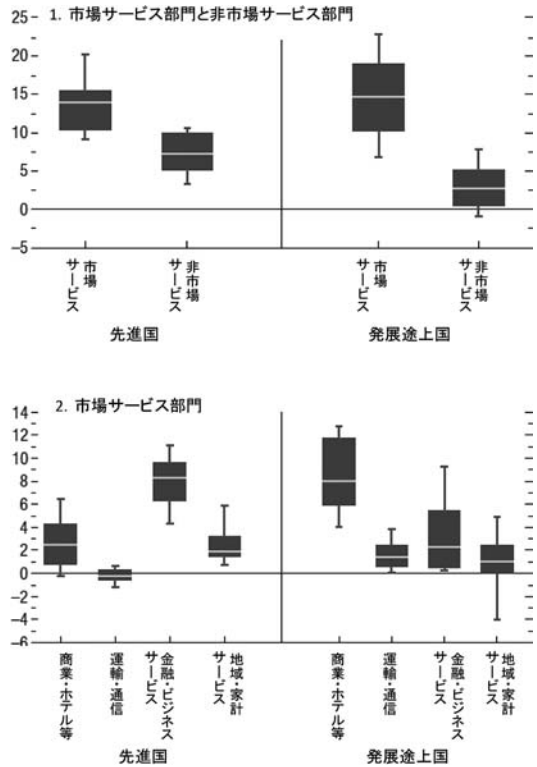 1. 市場サービス部門と非市場サービス部門
25
20
15
10
5
0
−5
市場サービス
非市場サービス
市場サービス
非市場サービス
先進国
発展途上国
2. 市場サービス部門
14
12
10
8
6
4
2
0
−2
−4
−6
商業・ホテル等
運輸・通信
金融・ビジネスサービス
地域・家計サービス
商業・ホテル等
運輸・通信
金融・ビジネスサービス
地域・家計サービス
先進国
発展途上国